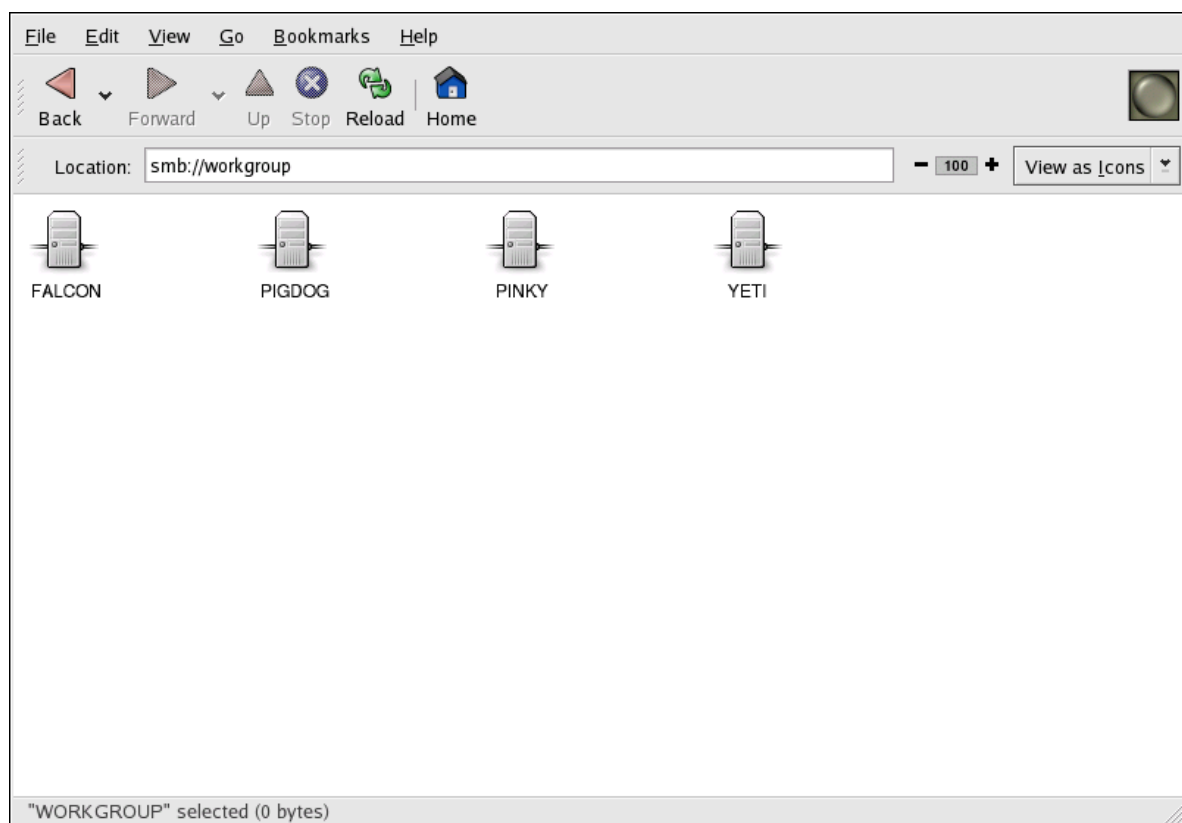 File Edit View Go Bookmarks Help
Back Forward Up Stop Reload Home
Location: smb://workgroup 100 View as Icons
FALCON PIGDOG PINKY YETI
"WORKGROUP" selected (0 bytes)